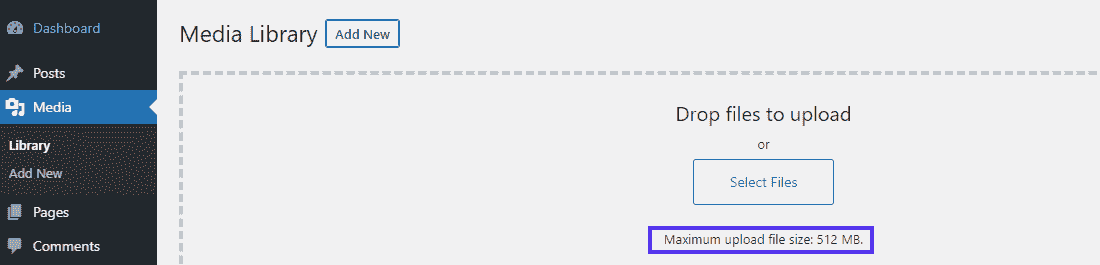 Dashboard
Posts
Media
Library
Add New
Pages
Comments
Media Library Add New
Drop files to upload
or
Select Files
Maximum upload file size: 512 MB.